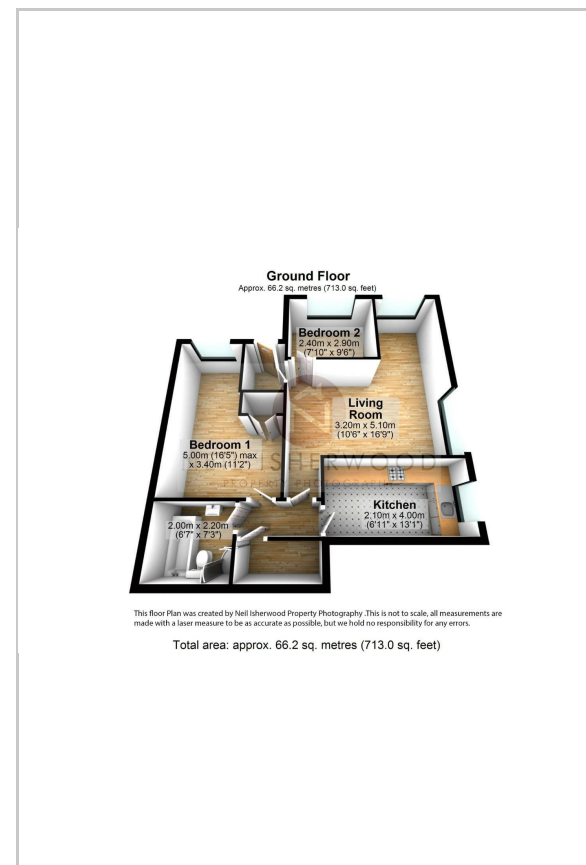 Ground Floor
Approx. 66.2 sq. metres (713.0 sq. feet)
Bedroom 2
2.40m x 2.90m
(7'10" x 9'6")
Living
Room
3.20m x 5.10m
(10'6" x 16'9")
Bedroom 1
5.00m (16'5") max
x 3.40m (11'2")
SHERWOOD
PROPERTY PHOTOGRAPHY
Kitchen
2.10m x 4.00m
(6'11" x 13'1")
2.00m x 2.20m
(6'7" x 7'3")
This floor Plan was created by Neil Isherwood Property Photography .This is not to scale, all measurements are
made with a laser measure to be as accurate as possible, but we hold no responsibility for any errors.
Total area: approx. 66.2 sq. metres (713.0 sq. feet)